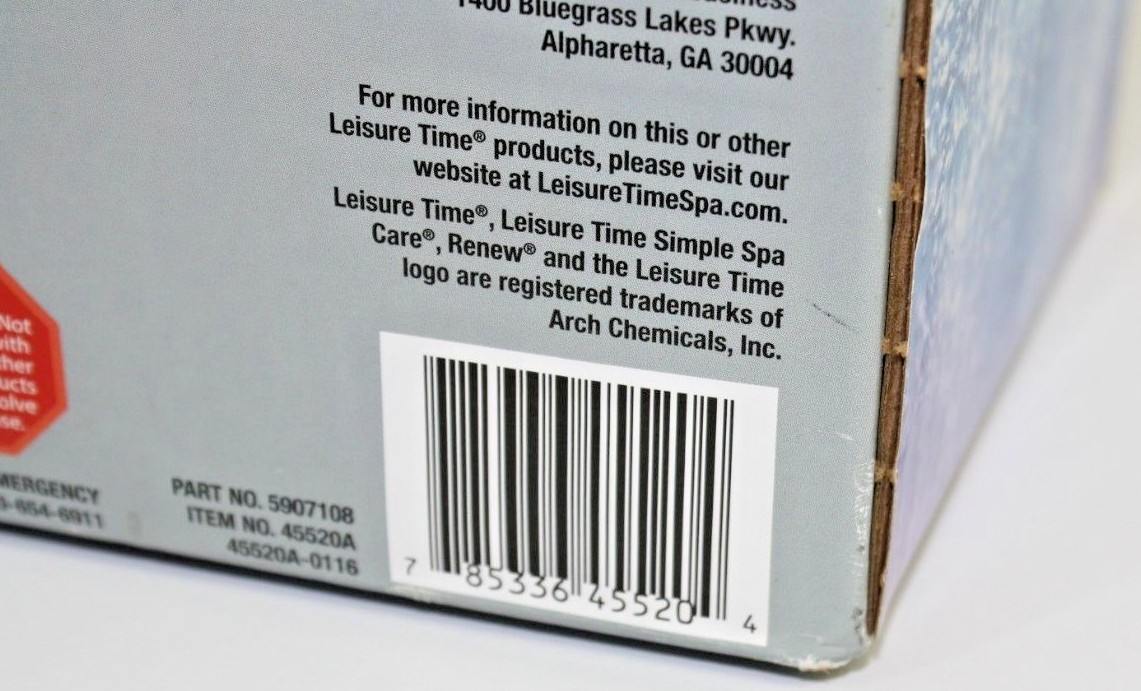 1400 Bluegrass Lakes Pkwy.
Alpharetta, GA 30004
For more information on this or other
Leisure Time® products, please visit our
website at LeisureTimeSpa.com.
Leisure Time®, Leisure Time Simple Spa
Care®, Renew® and the Leisure Time
logo are registered trademarks of
Arch Chemicals, Inc.
Not
PART NO. 5907108
ITEM NO. 45520A
45520A-0116
7 85336 45520 4